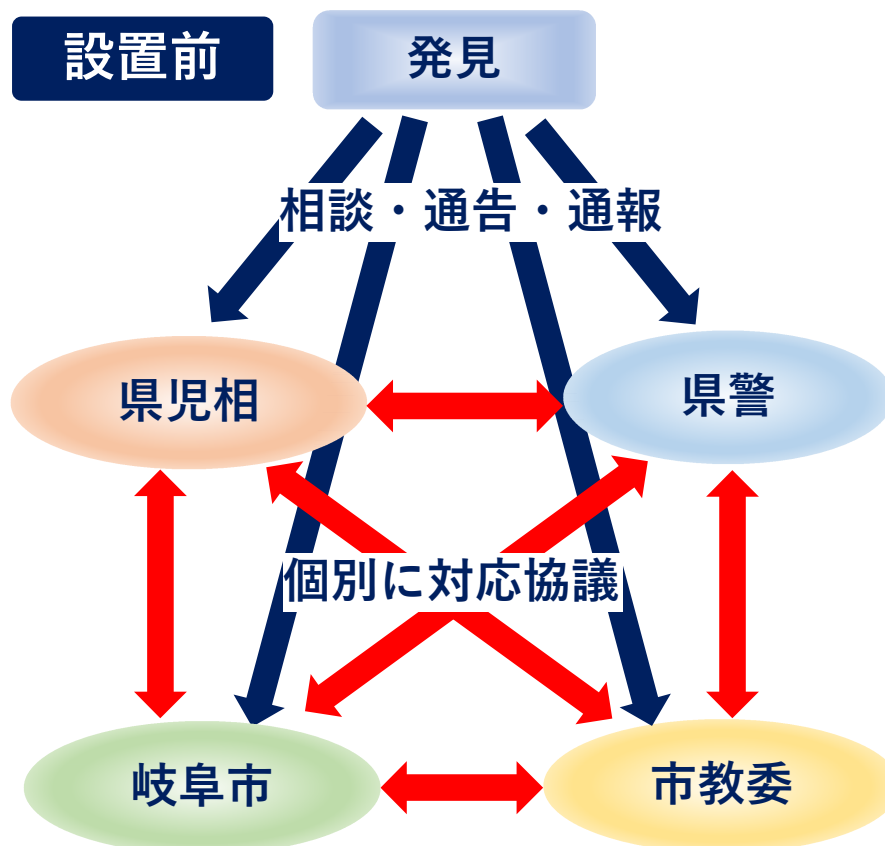 設置前
発見
相談・通告・通報
県児相
県警
個別に対応協議
岐阜市
市教委